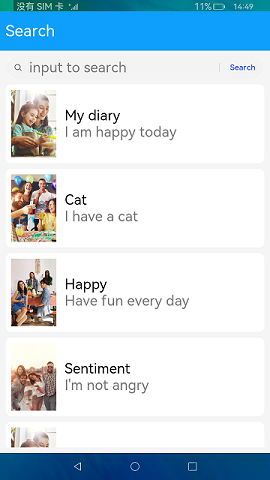 没有 SIM 卡 11% 14:49
Search
input to search Search
My diary
I am happy today
Cat
I have a cat
Happy
Have fun every day
Sentiment
I'm not angry